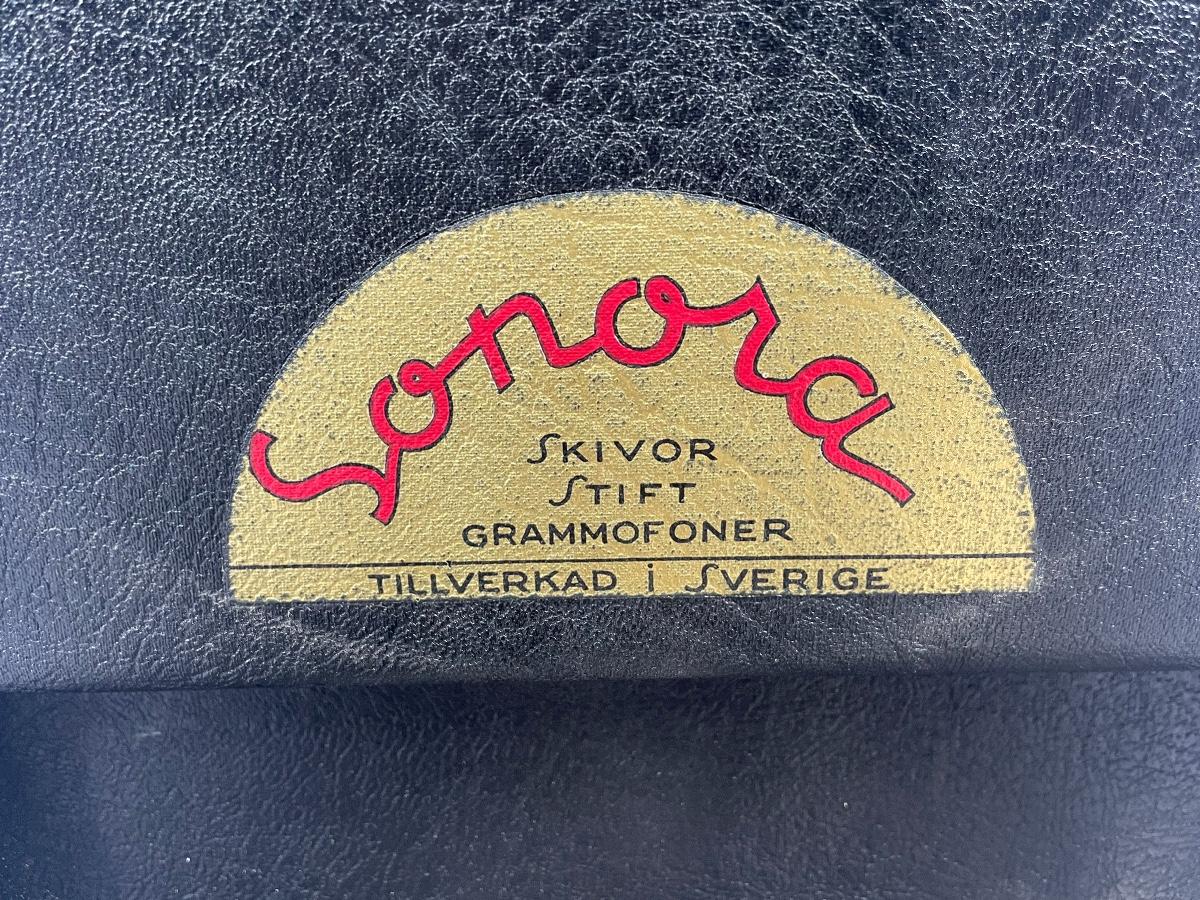 Sonora
SKIVOR
STIFT
GRAMMOFONER
TILLVERKAD i SVERIGE